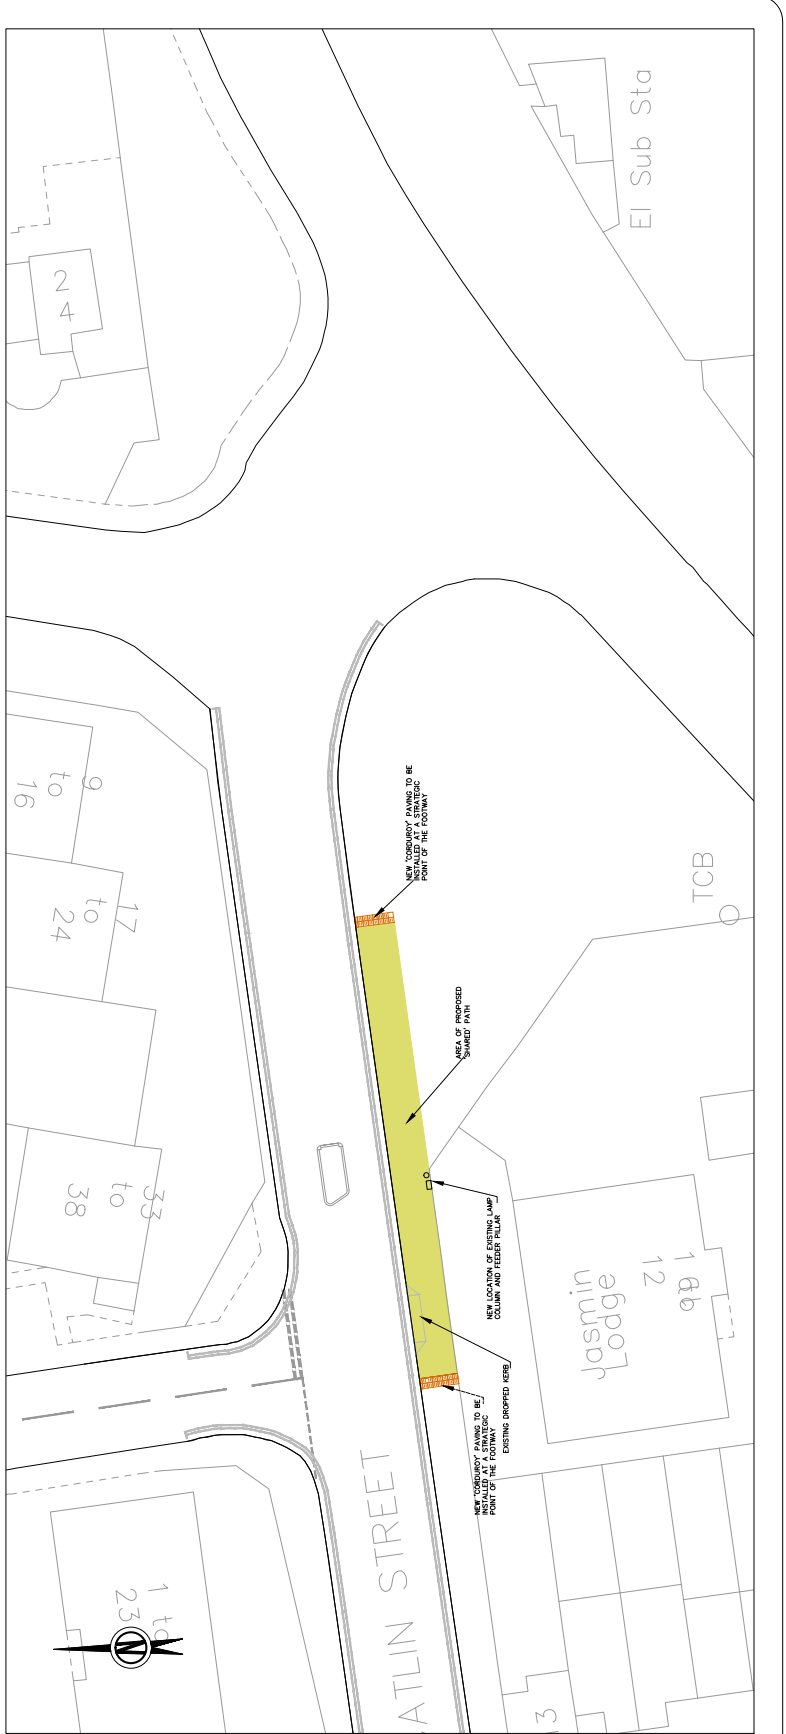 El Sub Sta
2
4
NEW 'CORDUROY' PAVING TO BE
INSTALLED AT A STRATEGIC
POINT OF THE FOOTWAY
9
to
16
TCB
17
to
24
AREA OF PROPOSED
'SHARED' PATH
33
to
38
NEW LOCATION OF EXISTING LAMP
COLUMN AND FEEDER PILLAR
Jasmin
Lodge
12
EXISTING DROPPED KERB
NEW 'CORDUROY' PAVING TO BE
INSTALLED AT A STRATEGIC
POINT OF THE FOOTWAY
ATLIN STREET
1 to
23
N
3